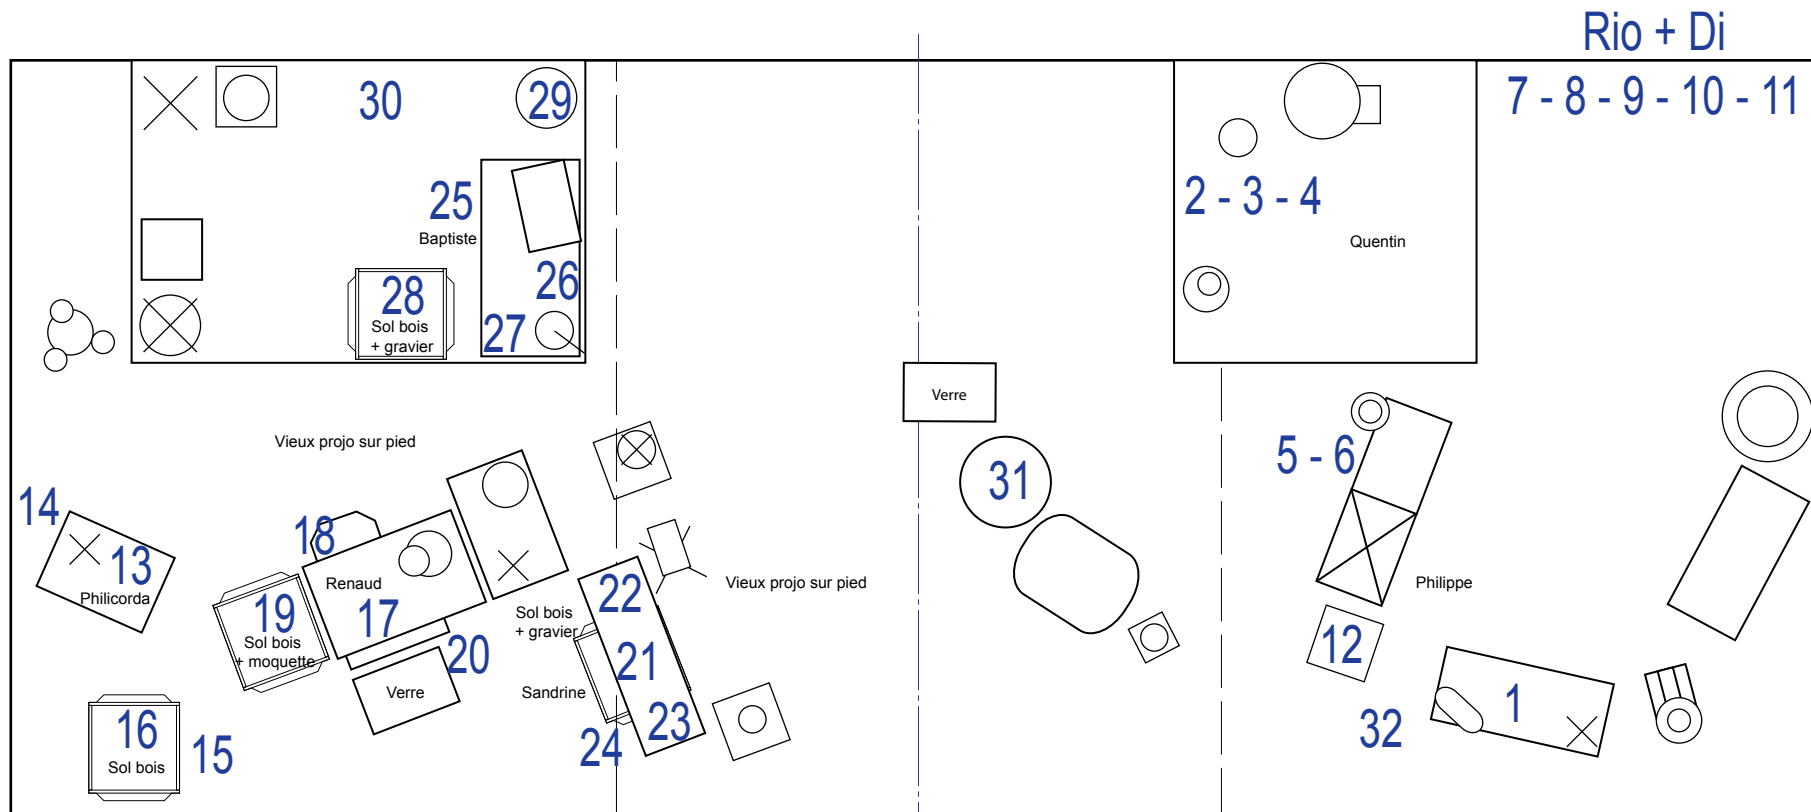 Rio + Di
7 - 8 - 9 - 10 - 11
30
29
25
Baptiste
26
27
28
Sol bois
+ gravier
2 - 3 - 4
Quentin
Verre
Vieux projo sur pied
5 - 6
31
14
13
Philicorda
18
Renaud
17
19
Sol bois
+ moquette
20
Verre
Sol bois
+ gravier
22
21
Sandrine
23
24
Vieux projo sur pied
Philippe
12
1
32
16
Sol bois
15